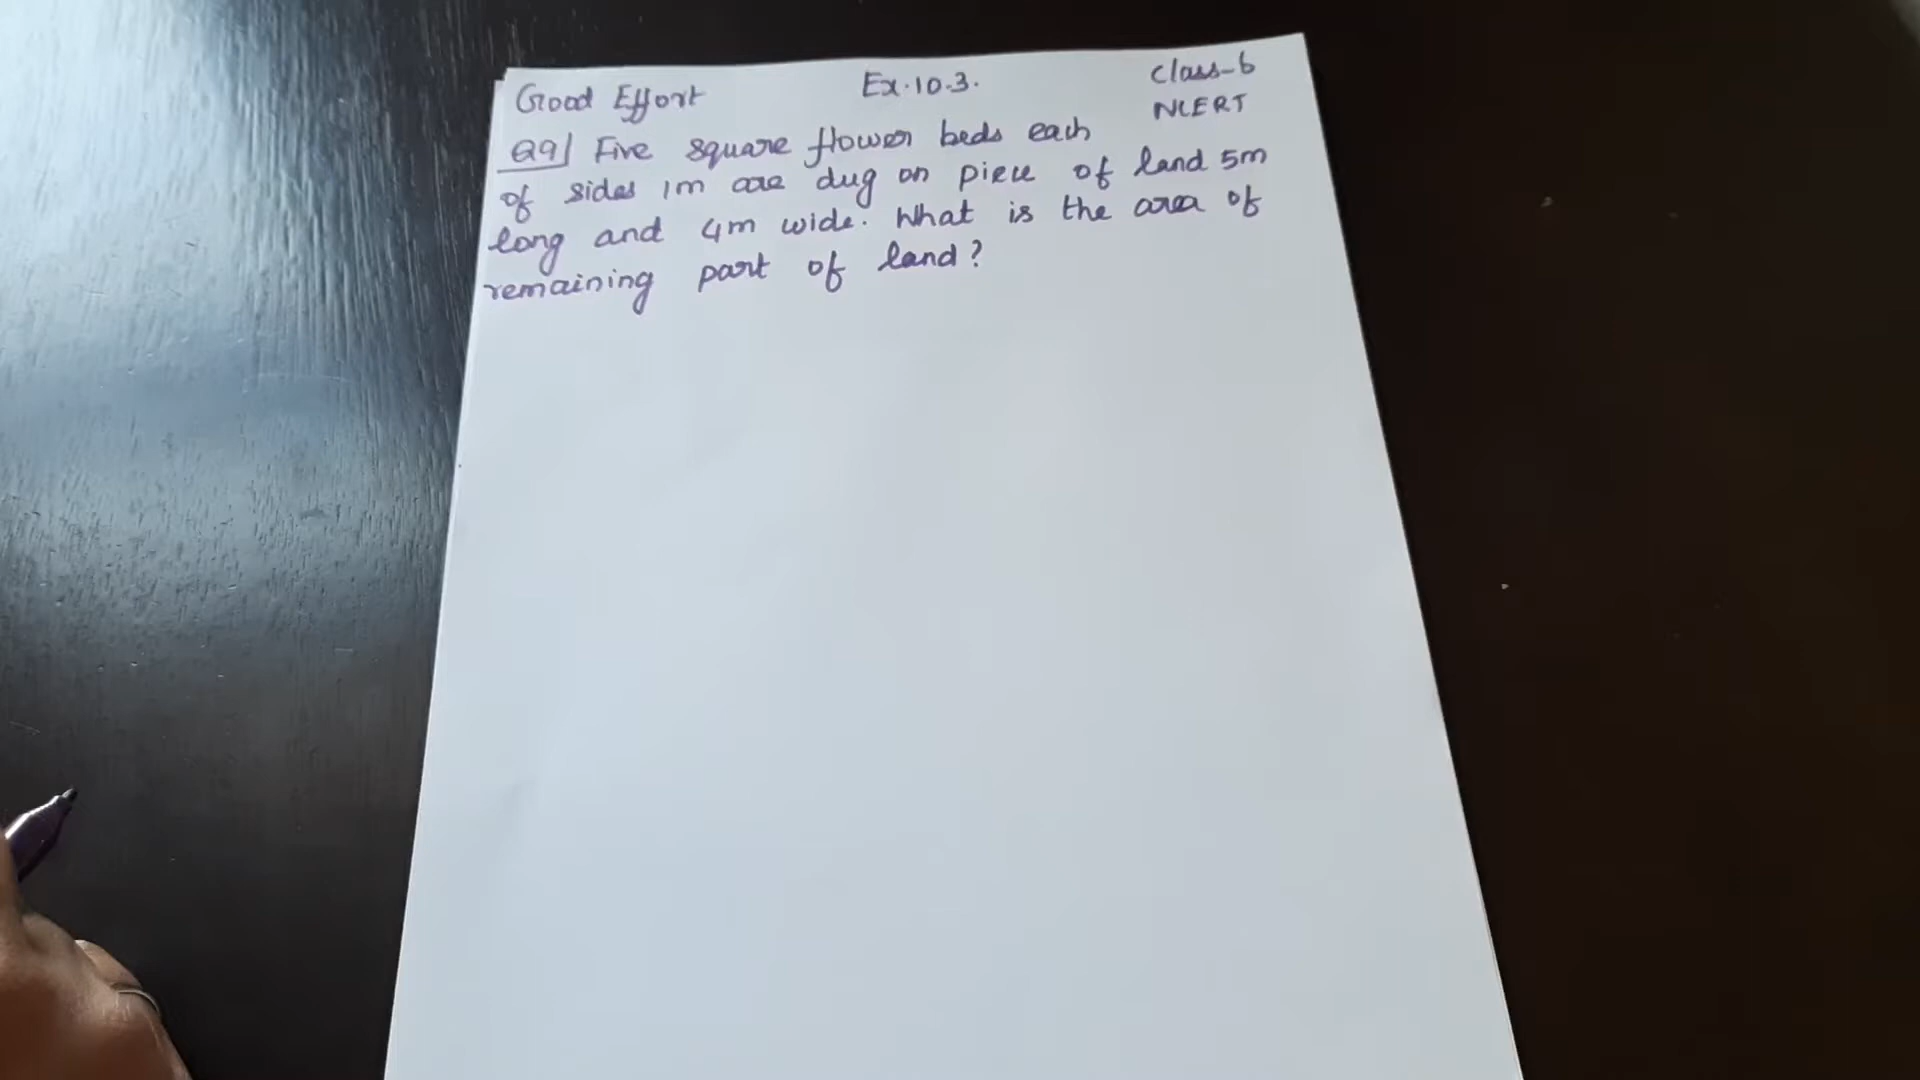 Good Effort Ex.10.3. Class-6
NCERT
Q9| Five square flower beds each
of sides 1m are dug on piece of land 5m
long and 4m wide. What is the area of
remaining part of land?